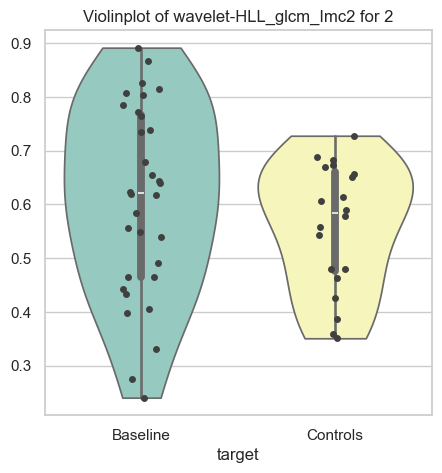 Violinplot of wavelet-HLL_glcm_Imc2 for 2
0.9
0.8
0.7
0.6
0.5
0.4
0.3
Baseline
Controls
target